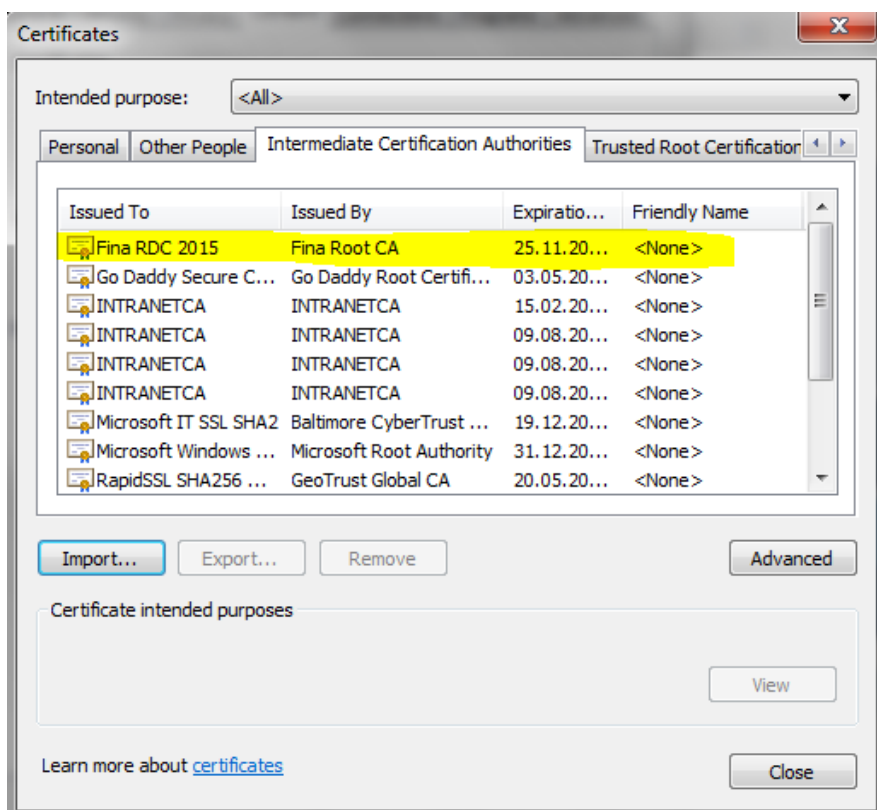 Certificates
Intended purpose: <All>
Personal Other People Intermediate Certification Authorities Trusted Root Certification
Issued To Issued By Expiratio... Friendly Name
Fina RDC 2015 Fina Root CA 25.11.20... <None>
Go Daddy Secure C... Go Daddy Root Certifi... 03.05.20... <None>
INTRANETCA INTRANETCA 15.02.20... <None>
INTRANETCA INTRANETCA 09.08.20... <None>
INTRANETCA INTRANETCA 09.08.20... <None>
INTRANETCA INTRANETCA 09.08.20... <None>
Microsoft IT SSL SHA2 Baltimore CyberTrust ... 19.12.20... <None>
Microsoft Windows ... Microsoft Root Authority 31.12.20... <None>
RapidSSL SHA256 ... GeoTrust Global CA 20.05.20... <None>
Import... Export... Remove Advanced
Certificate intended purposes
View
Learn more about certificates
Close